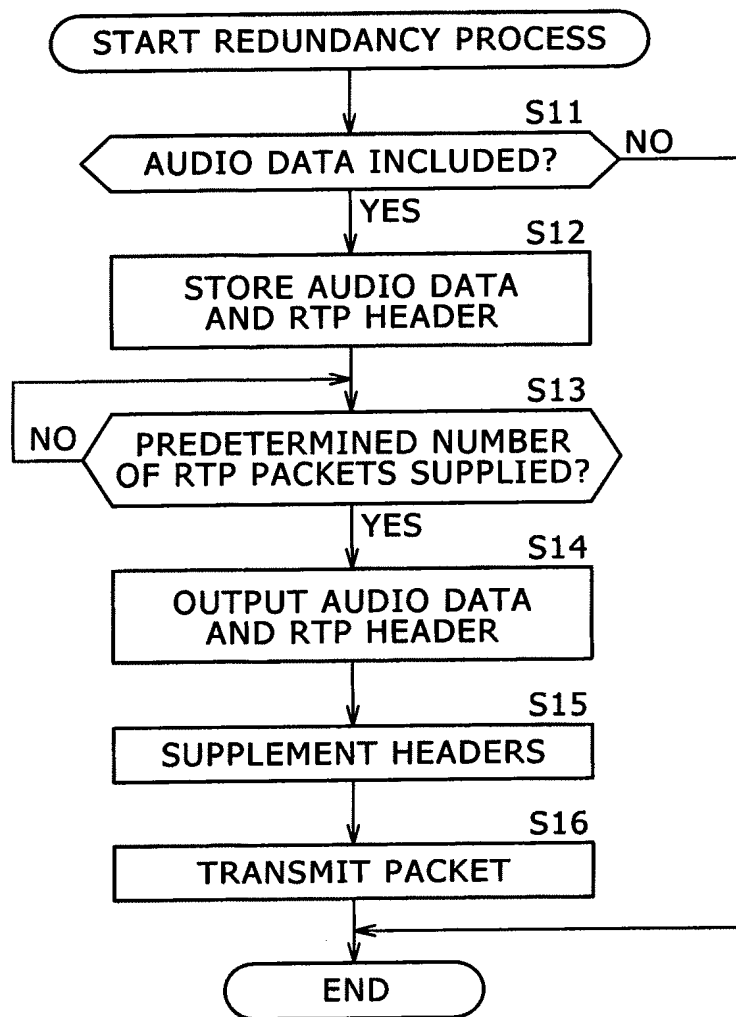 START REDUNDANCY PROCESS
S11
AUDIO DATA INCLUDED?
NO
YES
S12
STORE AUDIO DATA
AND RTP HEADER
S13
NO
PREDETERMINED NUMBER
OF RTP PACKETS SUPPLIED?
YES
S14
OUTPUT AUDIO DATA
AND RTP HEADER
S15
SUPPLEMENT HEADERS
S16
TRANSMIT PACKET
END